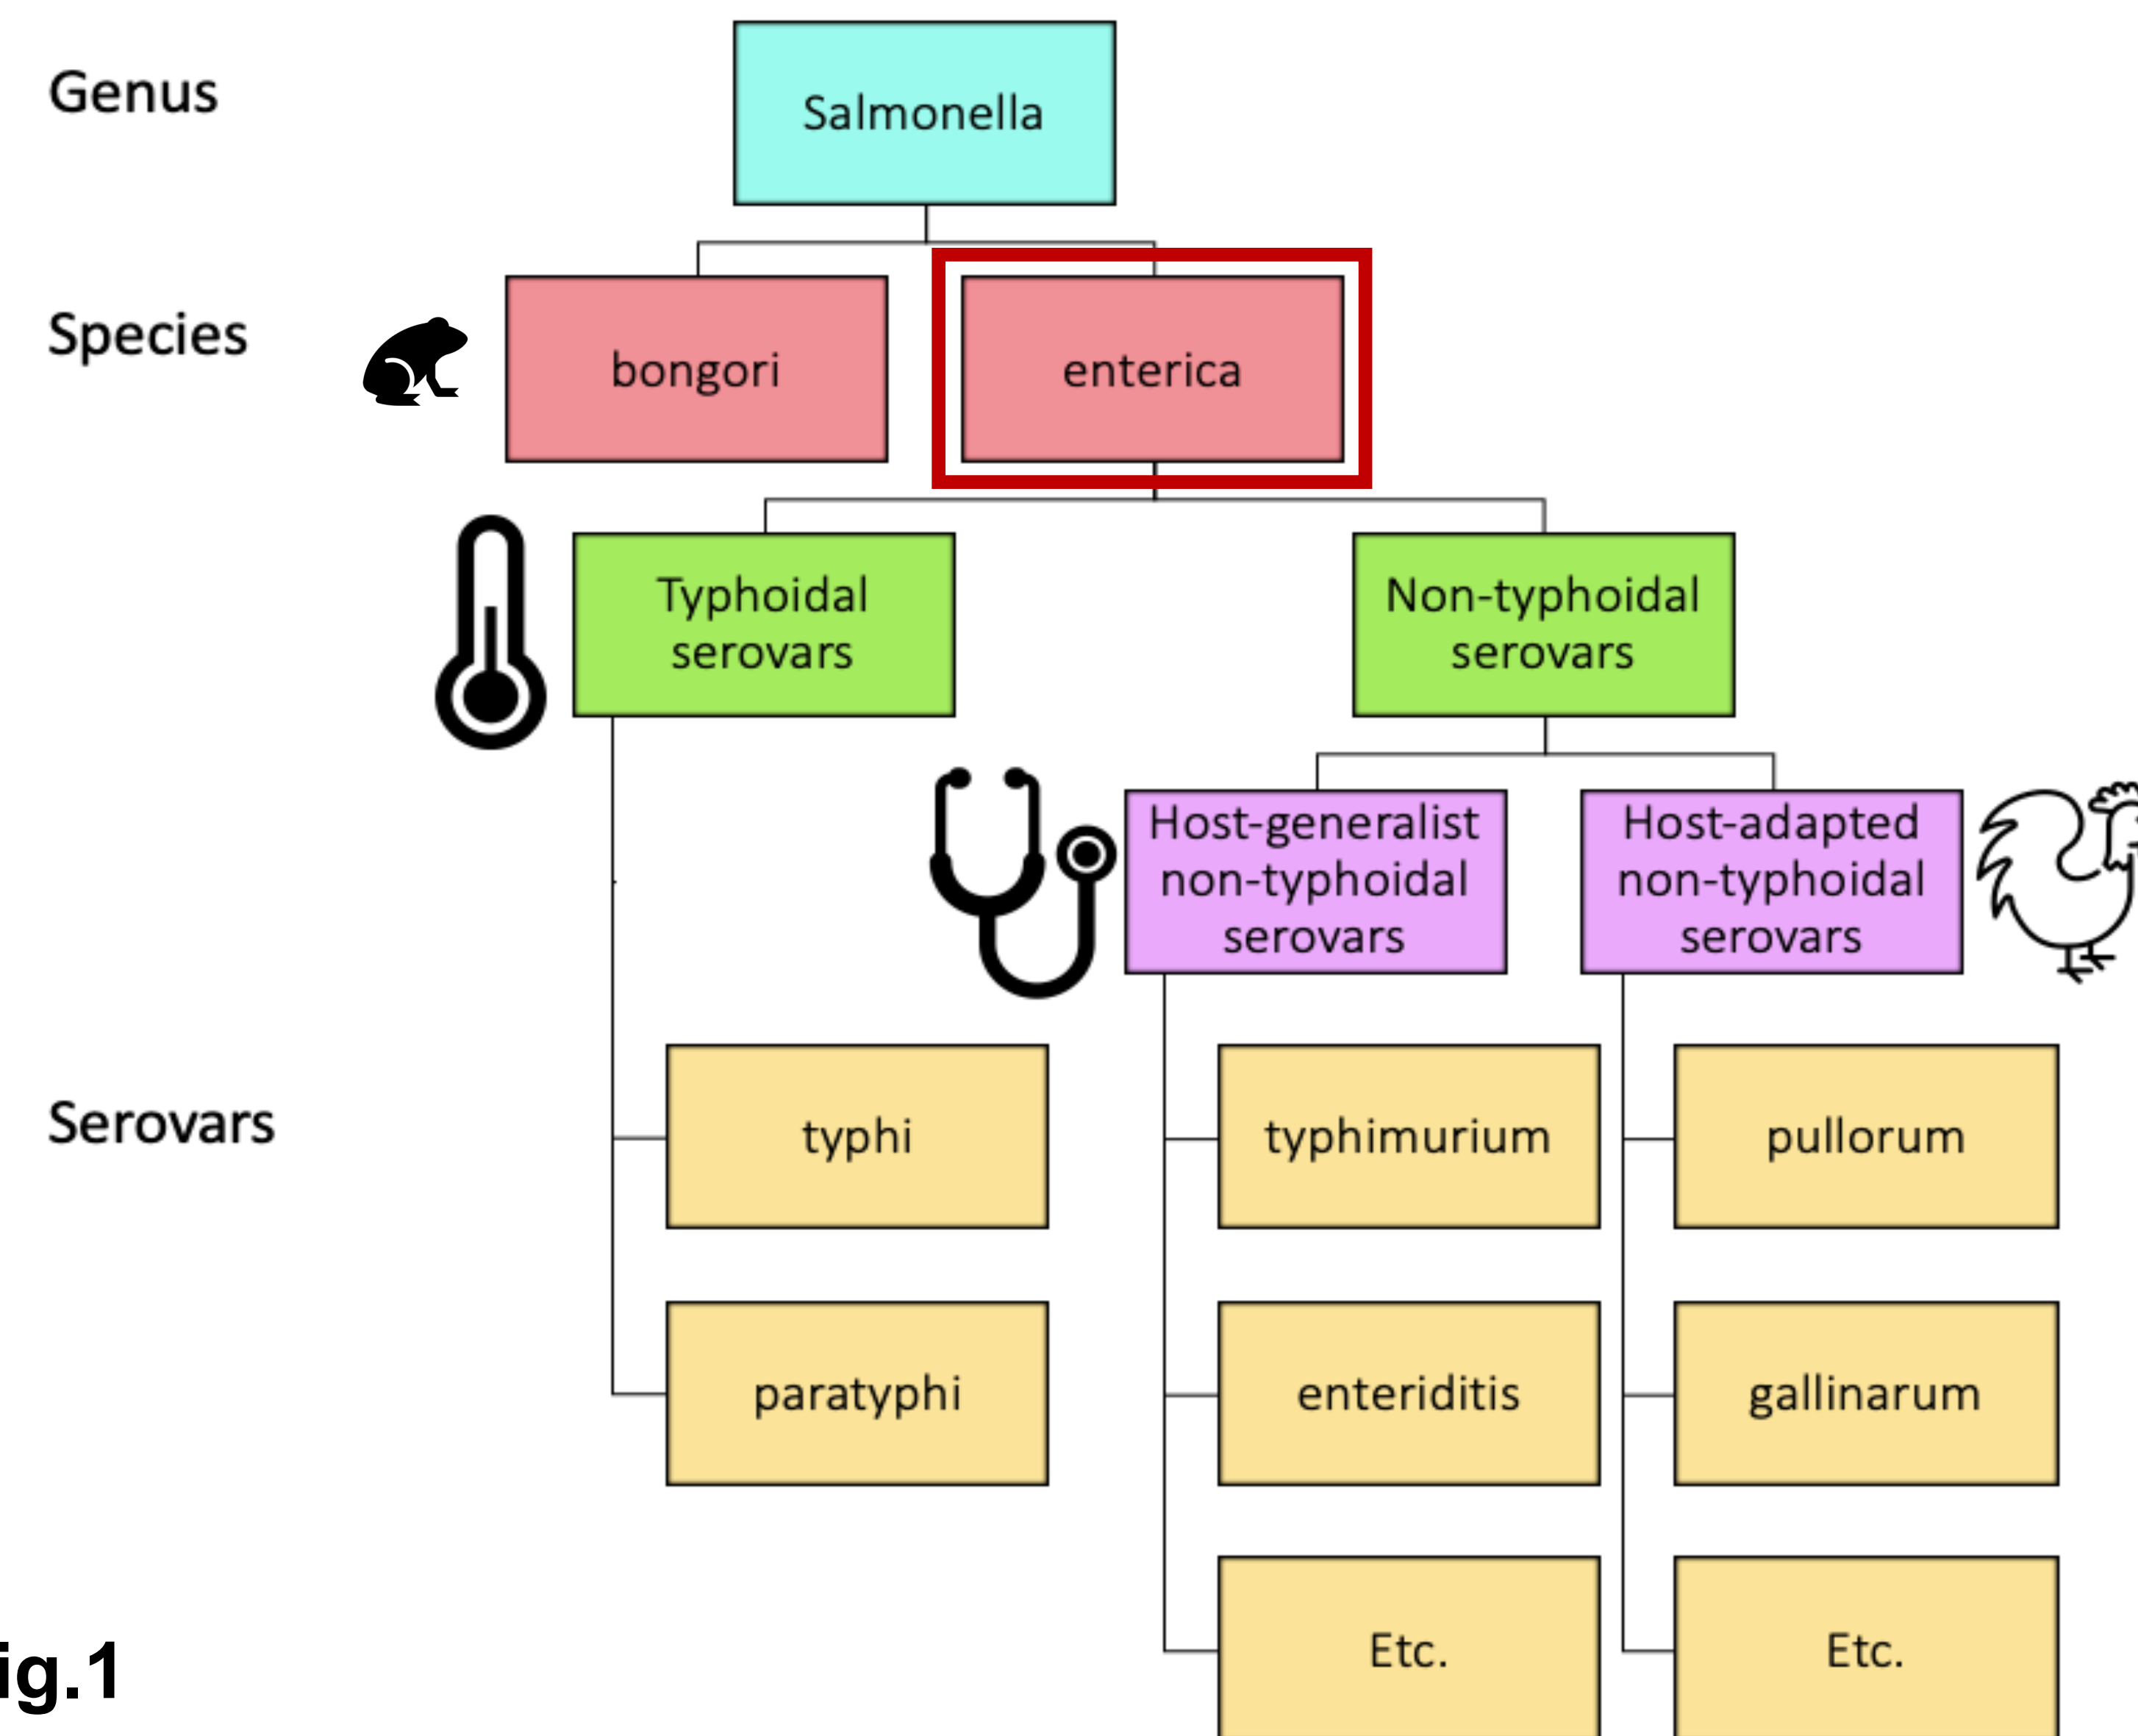 Genus
Salmonella
Species
bongori
enterica
Typhoidal
serovars
Non-typhoidal
serovars
Host-generalist
non-typhoidal
serovars
Host-adapted
non-typhoidal
serovars
Serovars
typhi
typhimurium
pullorum
paratyphi
enteriditis
gallinarum
Etc.
Etc.
ig.1